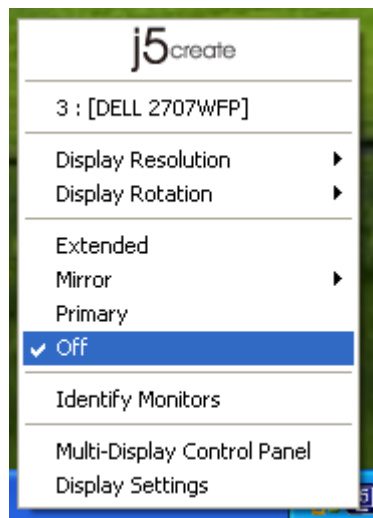 j5create
3 : [DELL 2707WFP]
Display Resolution
Display Rotation
Extended
Mirror
Primary
Off
Identify Monitors
Multi-Display Control Panel
Display Settings